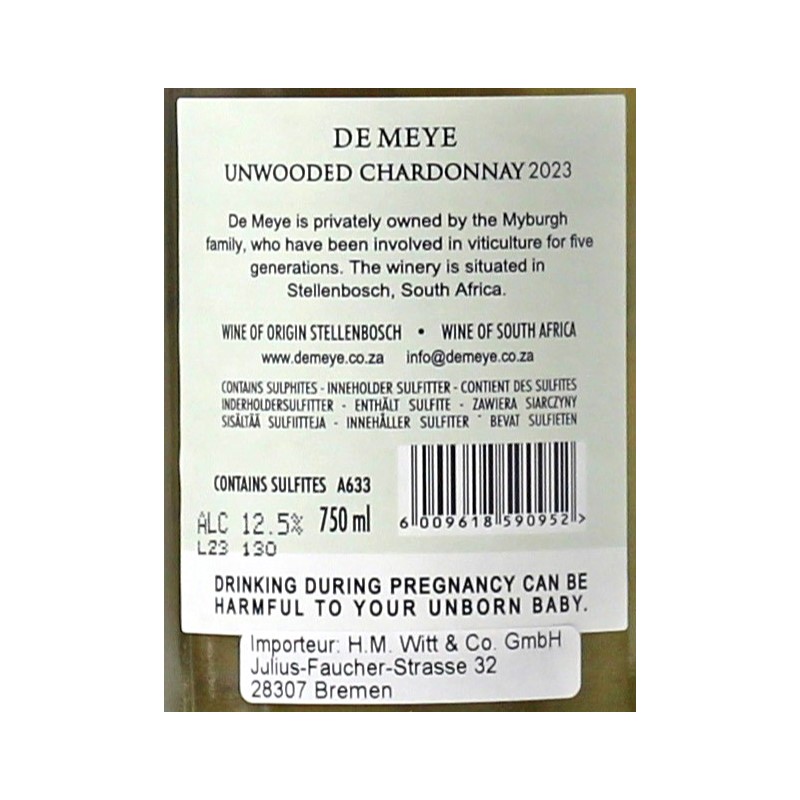 DE MEYE
UNWOODED CHARDONNAY 2023
De Meye is privately owned by the Myburgh
family, who have been involved in viticulture for five
generations. The winery is situated in
Stellenbosch, South Africa.
WINE OF ORIGIN STELLENBOSCH • WINE OF SOUTH AFRICA
www.demeye.co.za info@demeye.co.za
CONTAINS SULPHITES - INNEHOLDER SULFITTER - CONTIENT DES SULFITES
INDERHOLDERSULFITTER - ENTHÄLT SULFITE - ZAWIERA SIARCZYNY
SISÄLTÄÄ SULFIITTEJA - INNEHÅLLER SULFITER - BEVAT SULFIETEN
CONTAINS SULFITES A633
ALC 12.5% 750 ml
L23 130
6 009618 590952 >
DRINKING DURING PREGNANCY CAN BE
HARMFUL TO YOUR UNBORN BABY.
Importeur: H.M. Witt & Co. GmbH
Julius-Faucher-Strasse 32
28307 Bremen